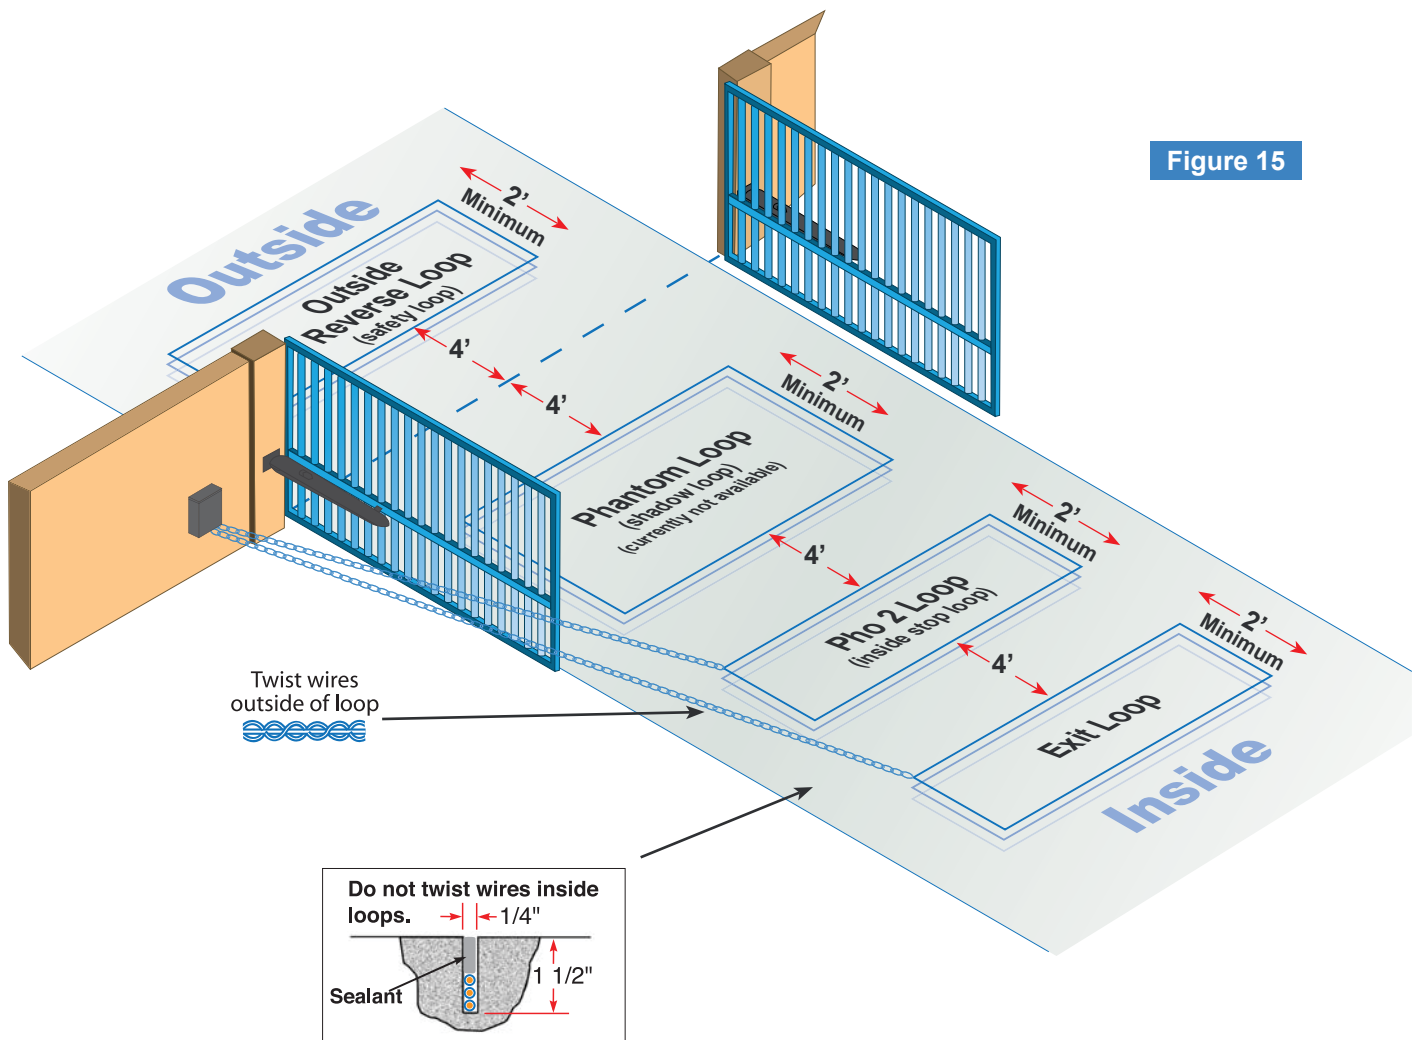 Figure 15
Outside
2'
Minimum
Outside
Reverse Loop
(safety loop)
4'
4'
2'
Minimum
Phantom Loop
(shadow loop)
(currently not available)
2'
Minimum
4'
Pho 2 Loop
(inside stop loop)
2'
Minimum
4'
Exit Loop
Inside
Twist wires
outside of loop
Do not twist wires inside
loops.
1/4"
1 1/2"
Sealant